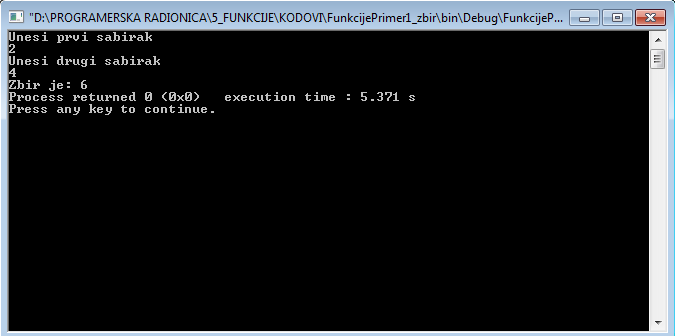 "D:\PROGRAMERSKA RADIONICA\5_FUNKCIJE\KODOVI\FunkcijePrimer1_zbir\bin\Debug\FunkcijeP...
Unesi prvi sabirak
2
Unesi drugi sabirak
4
Zbir je: 6
Process returned 0 (0x0)   execution time : 5.371 s
Press any key to continue.